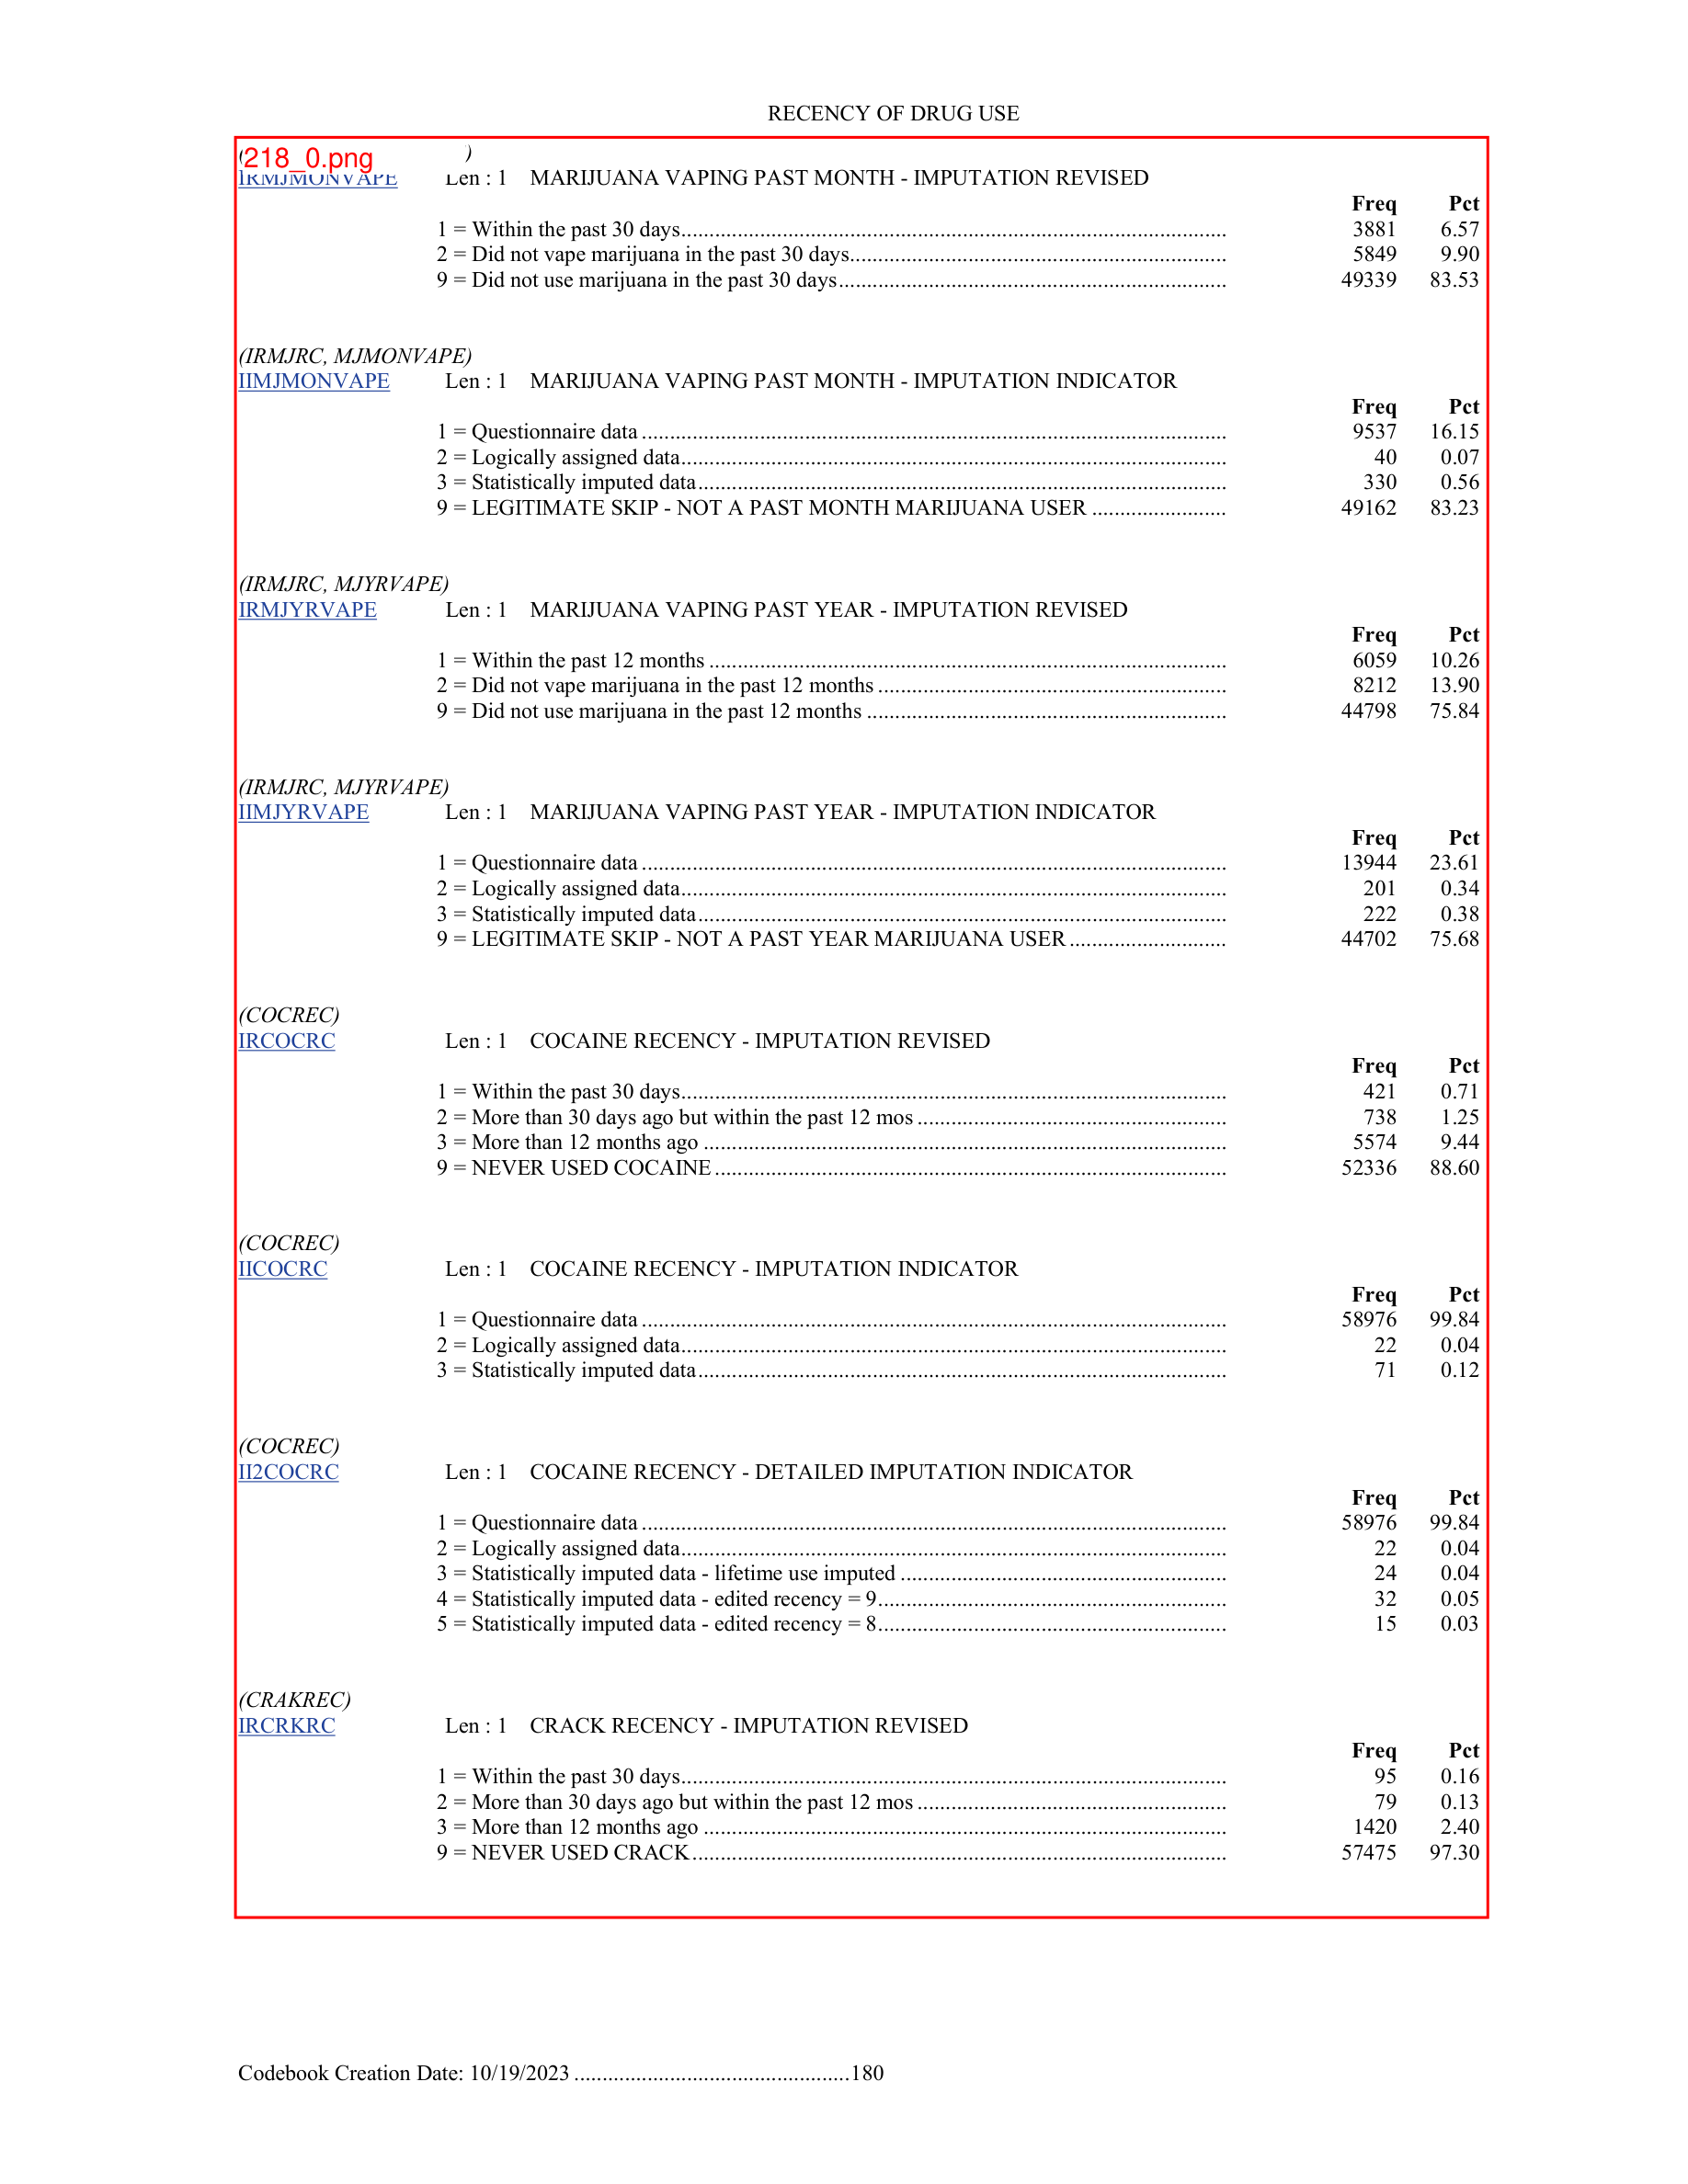 RECENCY OF DRUG USE
218_0.png
( )
IRMJMONVAPE Len : 1 MARIJUANA VAPING PAST MONTH - IMPUTATION REVISED
Freq Pct
1 = Within the past 30 days 3881 6.57
2 = Did not vape marijuana in the past 30 days 5849 9.90
9 = Did not use marijuana in the past 30 days 49339 83.53
(IRMJRC, MJMONVAPE)
IIMJMONVAPE Len : 1 MARIJUANA VAPING PAST MONTH - IMPUTATION INDICATOR
Freq Pct
1 = Questionnaire data 9537 16.15
2 = Logically assigned data 40 0.07
3 = Statistically imputed data 330 0.56
9 = LEGITIMATE SKIP - NOT A PAST MONTH MARIJUANA USER 49162 83.23
(IRMJRC, MJYRVAPE)
IRMJYRVAPE Len : 1 MARIJUANA VAPING PAST YEAR - IMPUTATION REVISED
Freq Pct
1 = Within the past 12 months 6059 10.26
2 = Did not vape marijuana in the past 12 months 8212 13.90
9 = Did not use marijuana in the past 12 months 44798 75.84
(IRMJRC, MJYRVAPE)
IIMJYRVAPE Len : 1 MARIJUANA VAPING PAST YEAR - IMPUTATION INDICATOR
Freq Pct
1 = Questionnaire data 13944 23.61
2 = Logically assigned data 201 0.34
3 = Statistically imputed data 222 0.38
9 = LEGITIMATE SKIP - NOT A PAST YEAR MARIJUANA USER 44702 75.68
(COCREC)
IRCOCRC Len : 1 COCAINE RECENCY - IMPUTATION REVISED
Freq Pct
1 = Within the past 30 days 421 0.71
2 = More than 30 days ago but within the past 12 mos 738 1.25
3 = More than 12 months ago 5574 9.44
9 = NEVER USED COCAINE 52336 88.60
(COCREC)
IICOCRC Len : 1 COCAINE RECENCY - IMPUTATION INDICATOR
Freq Pct
1 = Questionnaire data 58976 99.84
2 = Logically assigned data 22 0.04
3 = Statistically imputed data 71 0.12
(COCREC)
II2COCRC Len : 1 COCAINE RECENCY - DETAILED IMPUTATION INDICATOR
Freq Pct
1 = Questionnaire data 58976 99.84
2 = Logically assigned data 22 0.04
3 = Statistically imputed data - lifetime use imputed 24 0.04
4 = Statistically imputed data - edited recency = 9 32 0.05
5 = Statistically imputed data - edited recency = 8 15 0.03
(CRAKREC)
IRCRKRC Len : 1 CRACK RECENCY - IMPUTATION REVISED
Freq Pct
1 = Within the past 30 days 95 0.16
2 = More than 30 days ago but within the past 12 mos 79 0.13
3 = More than 12 months ago 1420 2.40
9 = NEVER USED CRACK 57475 97.30
Codebook Creation Date: 10/19/2023 180